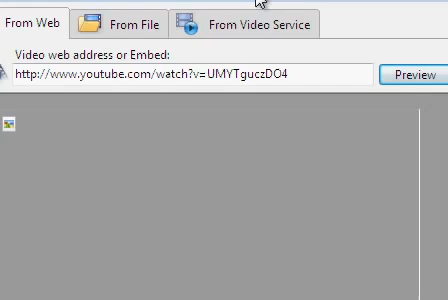 From Web From File From Video Service
Video web address or Embed:
http://www.youtube.com/watch?v=UMYTguczDO4 Preview